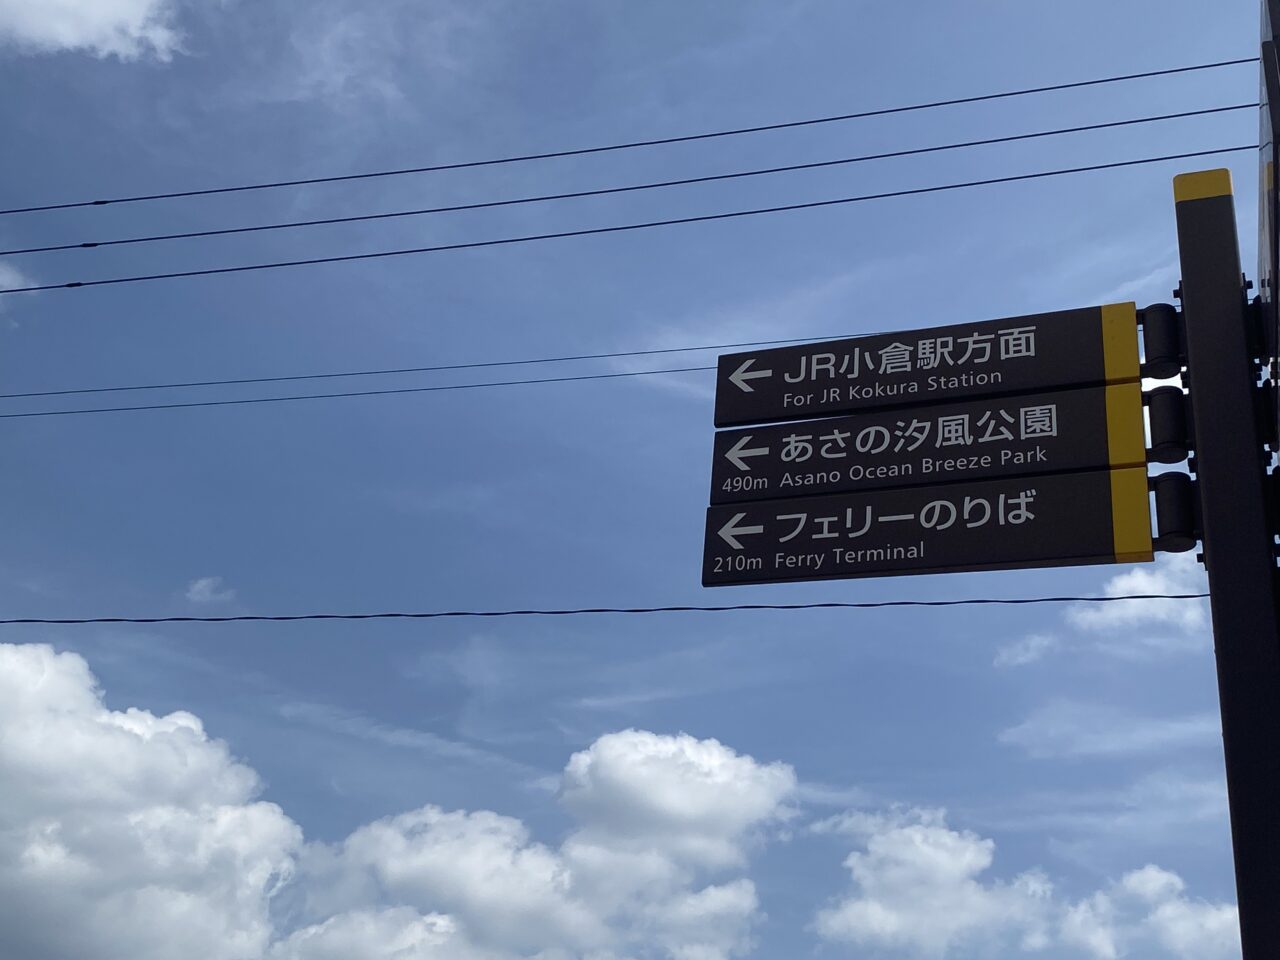 ← JR小倉駅方面
For JR Kokura Station
← あさの汐風公園
490m Asano Ocean Breeze Park
← フェリーのりば
210m Ferry Terminal